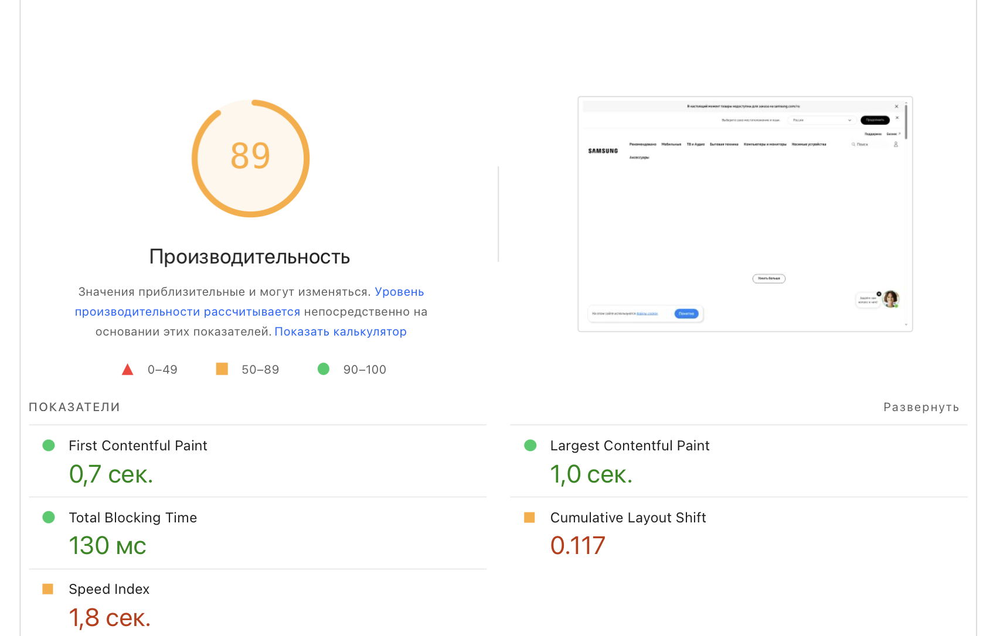 89
Производительность
Значения приблизительные и могут изменяться. Уровень
производительности рассчитывается непосредственно на
основании этих показателей. Показать калькулятор
0–49
50–89
90–100
В настоящий момент товары недоступны для заказа на samsung.com/ru
Выберите свое местоположение и язык.
Россия
Продолжить
Поддержка Бизнес
SAMSUNG
Рекомендовано Мобильные ТВ и Аудио Бытовая техника Компьютеры и мониторы Носимые устройства
Поиск
Аксессуары
Узнать больше
Задайте нам
вопрос в чате!
На этом сайте используются файлы cookie
Понятно
ПОКАЗАТЕЛИ
Развернуть
First Contentful Paint
0,7 сек.
Largest Contentful Paint
1,0 сек.
Total Blocking Time
130 мс
Cumulative Layout Shift
0.117
Speed Index
1,8 сек.